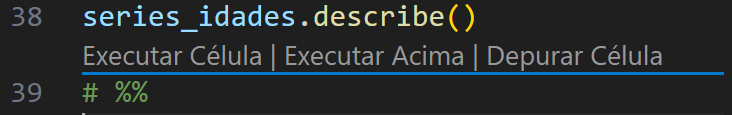 38 series_idades.describe()
Executar Célula | Executar Acima | Depurar Célula
39 # %%